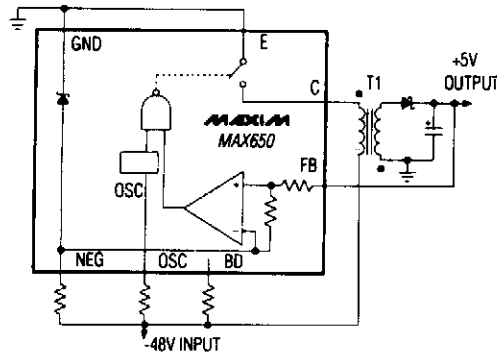 GND
E
C
T1
+5V
OUTPUT
MAXIM
MAX650
FB
OSC
+
−
+
NEG
OSC
BD
-48V INPUT